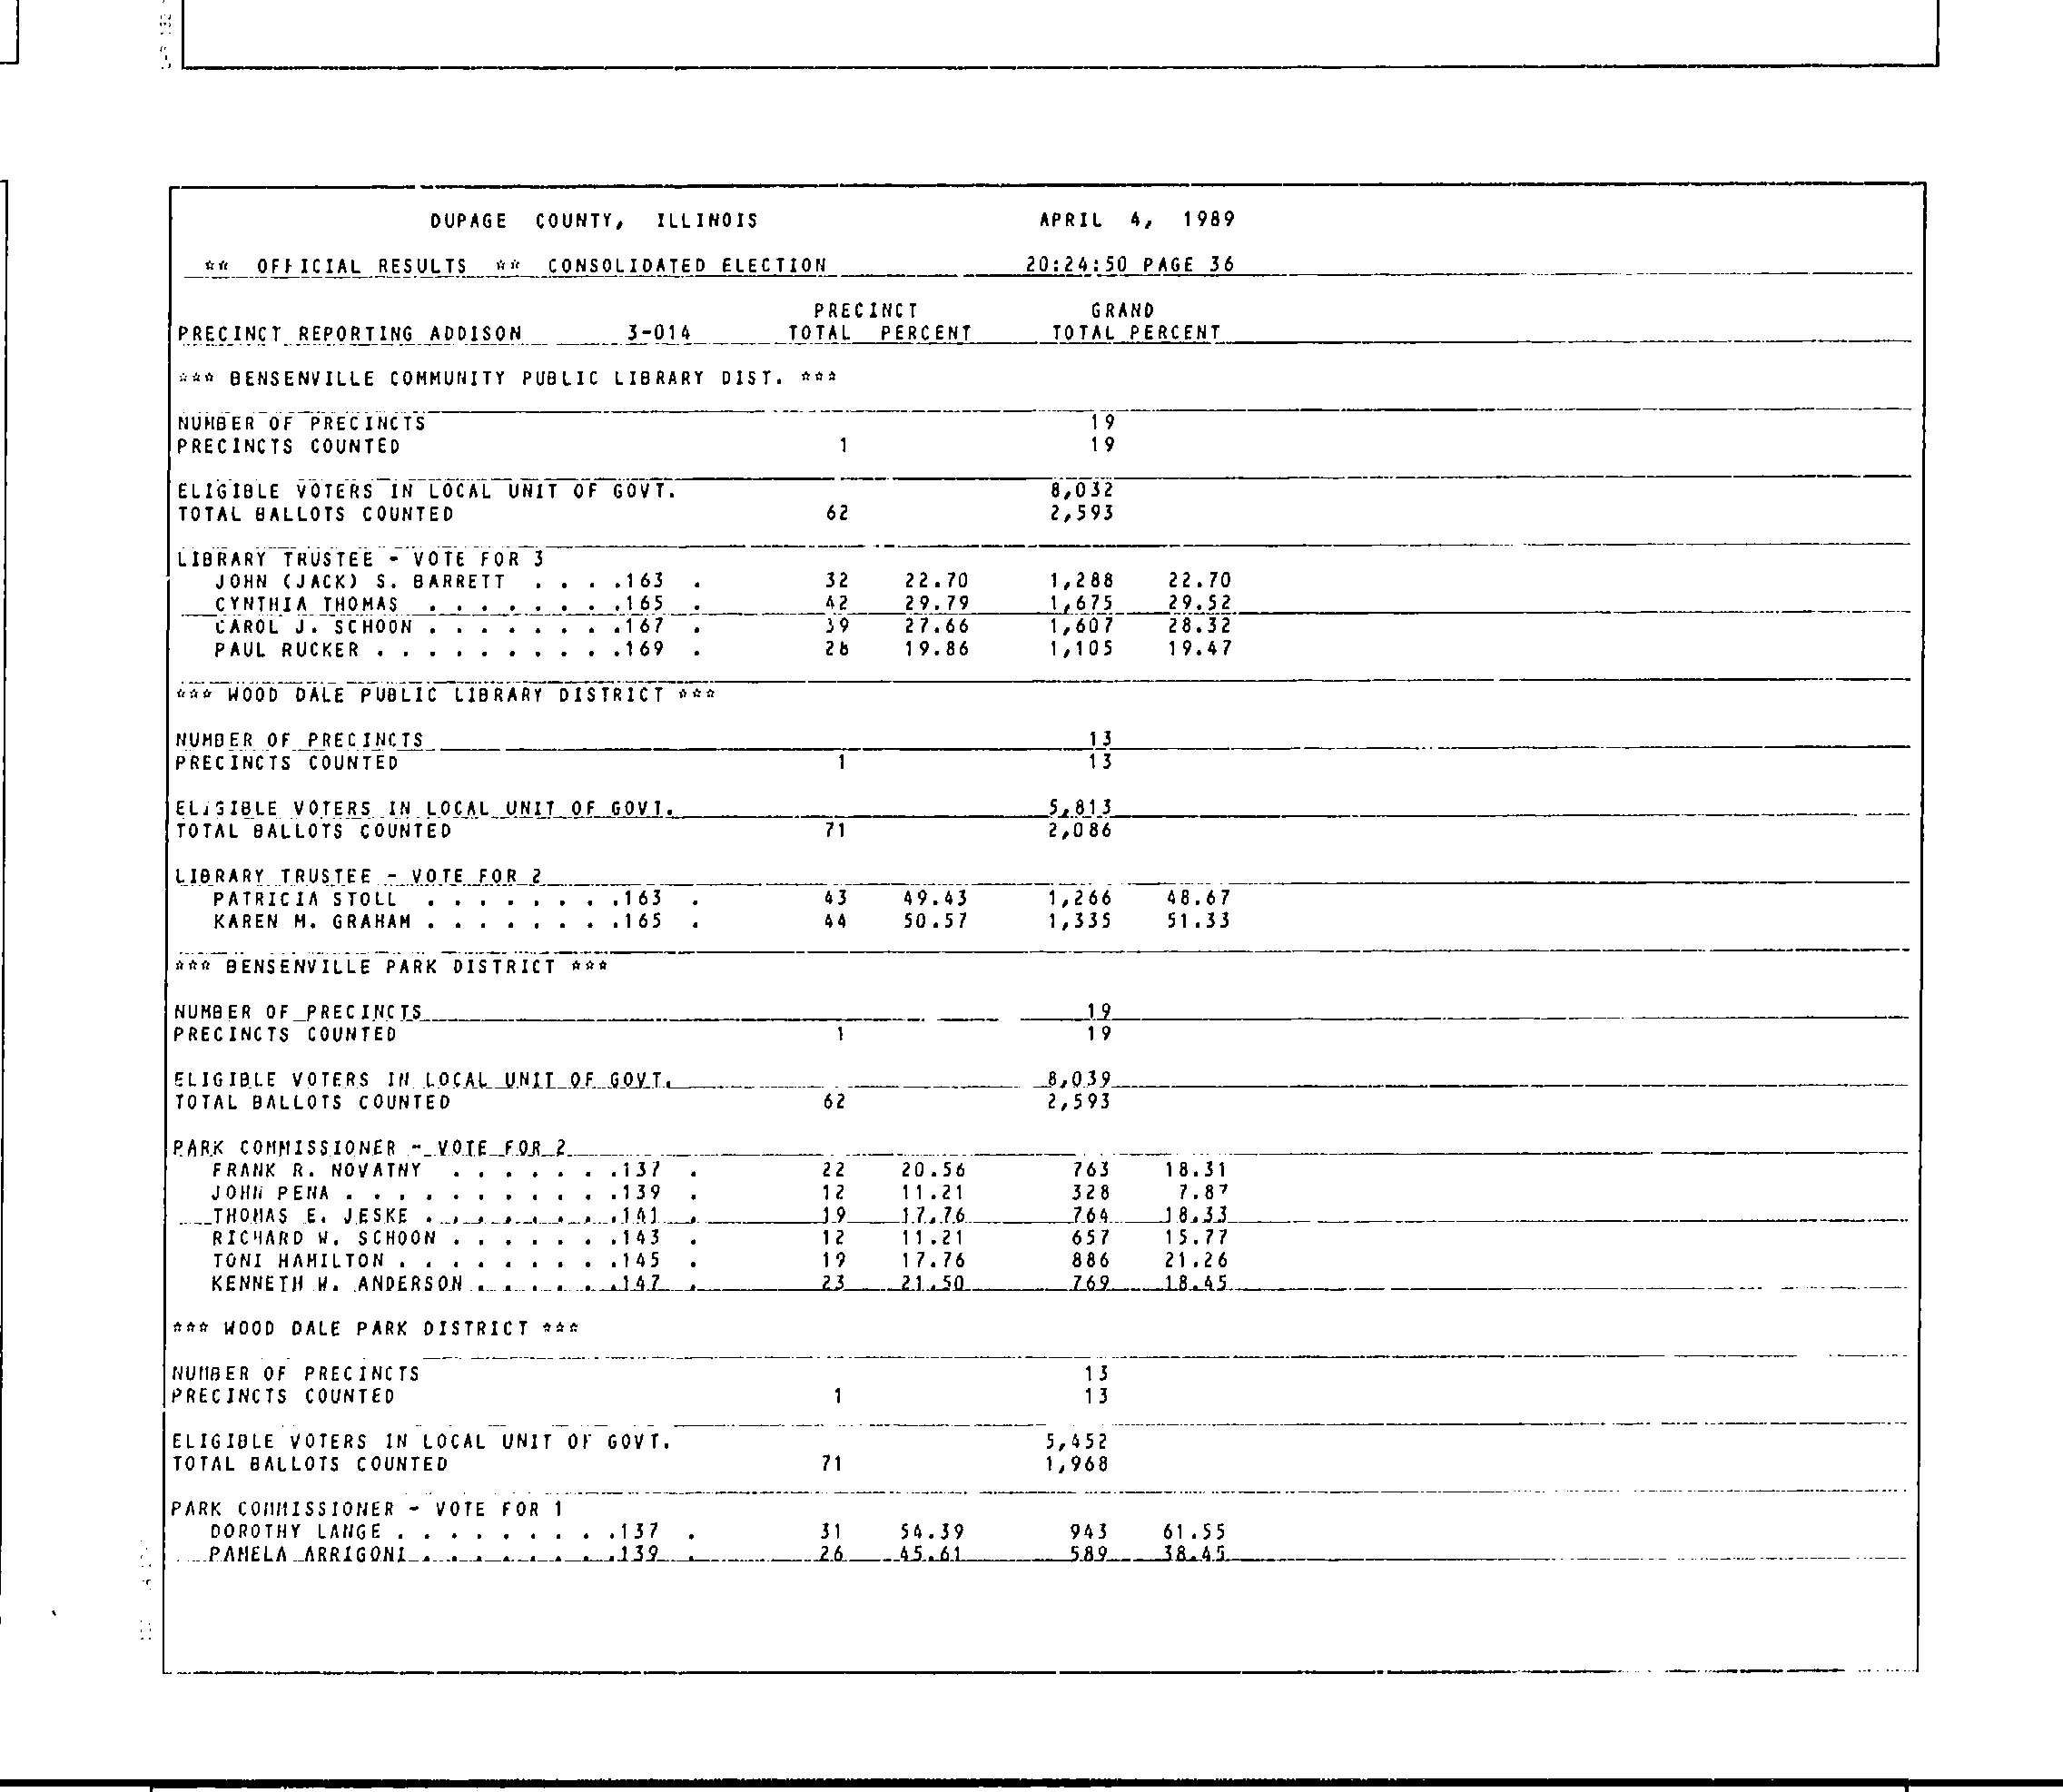 DUPAGE COUNTY, ILLINOIS APRIL 4, 1989
** OFFICIAL RESULTS ** CONSOLIDATED ELECTION 20:24:50 PAGE 36
PRECINCT GRAND
PRECINCT REPORTING ADDISON 3-014 TOTAL PERCENT TOTAL PERCENT
*** BENSENVILLE COMMUNITY PUBLIC LIBRARY DIST. ***
NUMBER OF PRECINCTS 19
PRECINCTS COUNTED 1 19
ELIGIBLE VOTERS IN LOCAL UNIT OF GOVT. 8,032
TOTAL BALLOTS COUNTED 62 2,593
LIBRARY TRUSTEE - VOTE FOR 3
JOHN (JACK) S. BARRETT . . . .163 . 32 22.70 1,288 22.70
CYNTHIA THOMAS . . . . . . . .165 . 42 29.79 1,675 29.52
CAROL J. SCHOON . . . . . . . .167 . 39 27.66 1,607 28.32
PAUL RUCKER . . . . . . . . . .169 . 28 19.86 1,105 19.47
*** WOOD DALE PUBLIC LIBRARY DISTRICT ***
NUMBER OF PRECINCTS 13
PRECINCTS COUNTED 1 13
ELIGIBLE VOTERS IN LOCAL UNIT OF GOVT. 5,813
TOTAL BALLOTS COUNTED 71 2,086
LIBRARY TRUSTEE - VOTE FOR 2
PATRICIA STOLL . . . . . . . .163 . 43 49.43 1,266 48.67
KAREN M. GRAHAM . . . . . . . .165 . 44 50.57 1,335 51.33
*** BENSENVILLE PARK DISTRICT ***
NUMBER OF PRECINCTS 19
PRECINCTS COUNTED 1 19
ELIGIBLE VOTERS IN LOCAL UNIT OF GOVT. 8,039
TOTAL BALLOTS COUNTED 62 2,593
PARK COMMISSIONER - VOTE FOR 2
FRANK R. NOVATNY . . . . . . .137 . 22 20.56 763 18.31
JOHN PENA . . . . . . . . . . .139 . 12 11.21 328 7.87
THOMAS E. JESKE . . . . . . . .141 . 19 17.76 764 18.33
RICHARD W. SCHOON . . . . . . .143 . 12 11.21 657 15.77
TONI HAMILTON . . . . . . . . .145 . 19 17.76 886 21.26
KENNETH W. ANDERSON . . . . . .147 . 23 21.50 769 18.45
*** WOOD DALE PARK DISTRICT ***
NUMBER OF PRECINCTS 13
PRECINCTS COUNTED 1 13
ELIGIBLE VOTERS IN LOCAL UNIT OF GOVT. 5,452
TOTAL BALLOTS COUNTED 71 1,968
PARK COMMISSIONER - VOTE FOR 1
DOROTHY LANGE . . . . . . . . .137 . 31 54.39 943 61.55
PAMELA ARRIGONI . . . . . . . .139 . 26 45.61 589 38.45